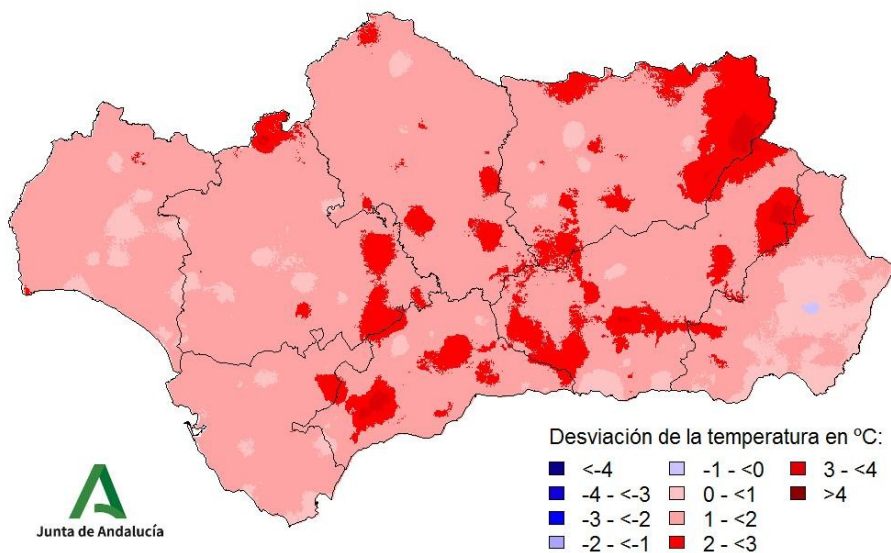 Desviación de la temperatura en ºC:
<-4
-4 - <-3
-3 - <-2
-2 - <-1
-1 - <0
0 - <1
1 - <2
2 - <3
3 - <4
>4
Junta de Andalucía